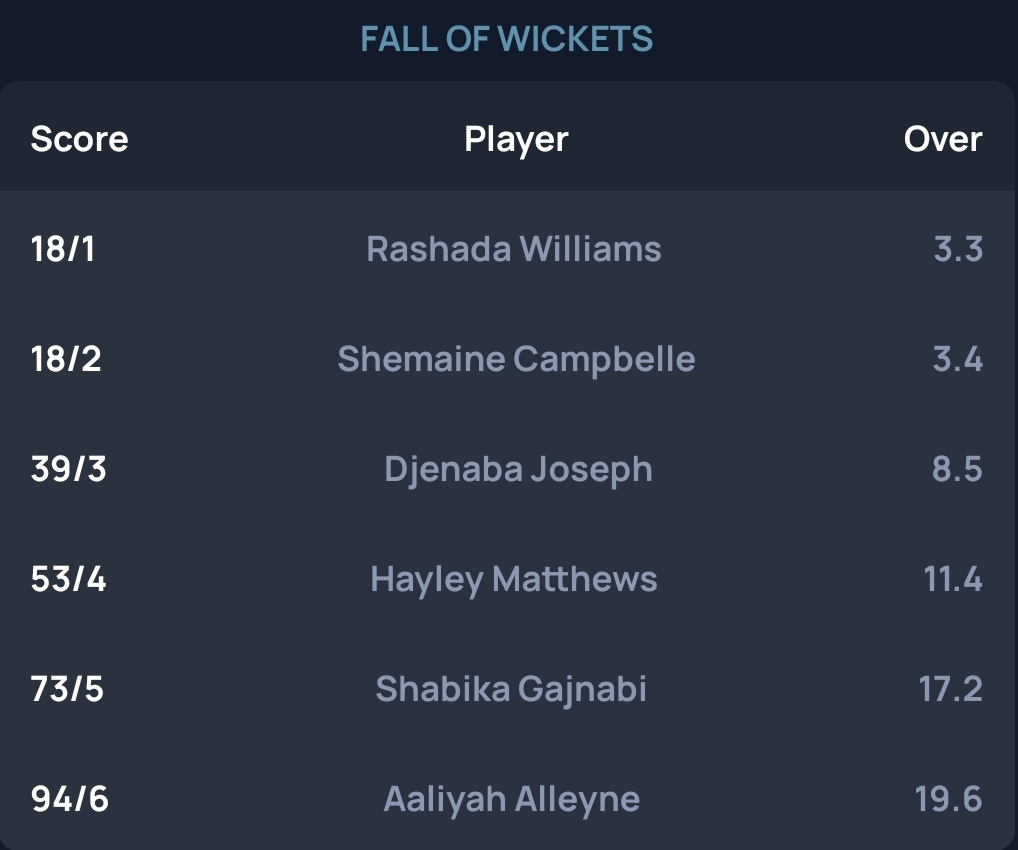 FALL OF WICKETS
Score Player Over
18/1 Rashada Williams 3.3
18/2 Shemaine Campbelle 3.4
39/3 Djenaba Joseph 8.5
53/4 Hayley Matthews 11.4
73/5 Shabika Gajnabi 17.2
94/6 Aaliyah Alleyne 19.6